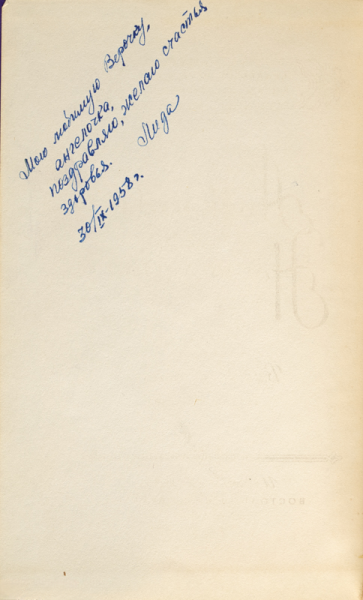 Мою любимую Верочку,
ангелочка,
поздравляю, желаю счастья
здоровья.
Лида
30/IX-1958г.